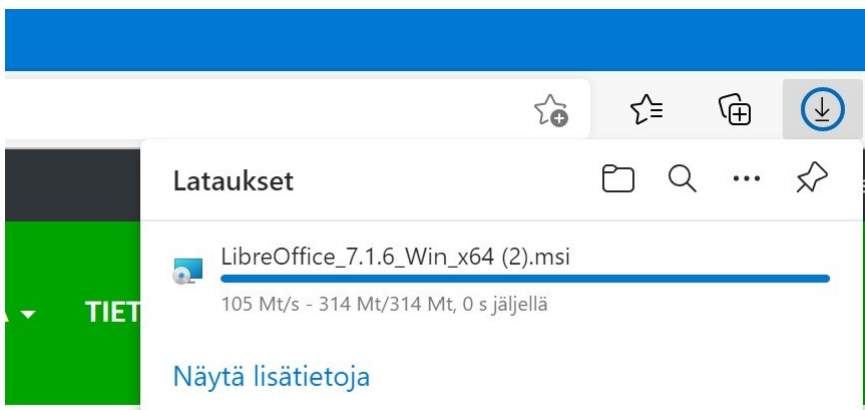 Lataukset
LibreOffice_7.1.6_Win_x64 (2).msi
105 Mt/s - 314 Mt/314 Mt, 0 s jäljellä
TIET
Näytä lisätietoja